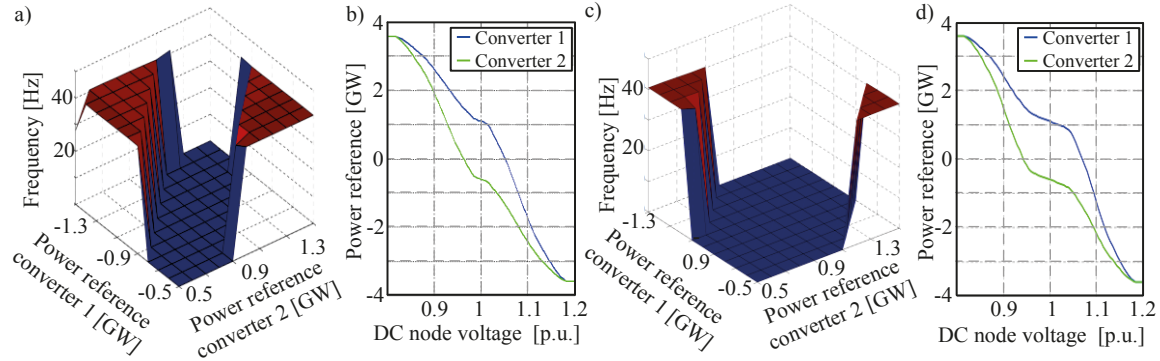 a)
Frequency [Hz]
40
20
-1.3
-0.9
-0.5
Power reference
converter 1 [GW]
0.5
0.9
1.3
Power reference
converter 2 [GW]
b)
Power reference [GW]
4
2
0
-2
-4
Converter 1
Converter 2
0.9
1
1.1
1.2
DC node voltage [p.u.]
c)
Frequency [Hz]
40
20
-1.3
0.9
-0.5
Power reference
converter 1 [GW]
0.5
0.9
1.3
Power reference
converter 2 [GW]
d)
Power reference [GW]
4
2
0
-2
-4
Converter 1
Converter 2
0.9
1
1.1
1.2
DC node voltage [p.u.]